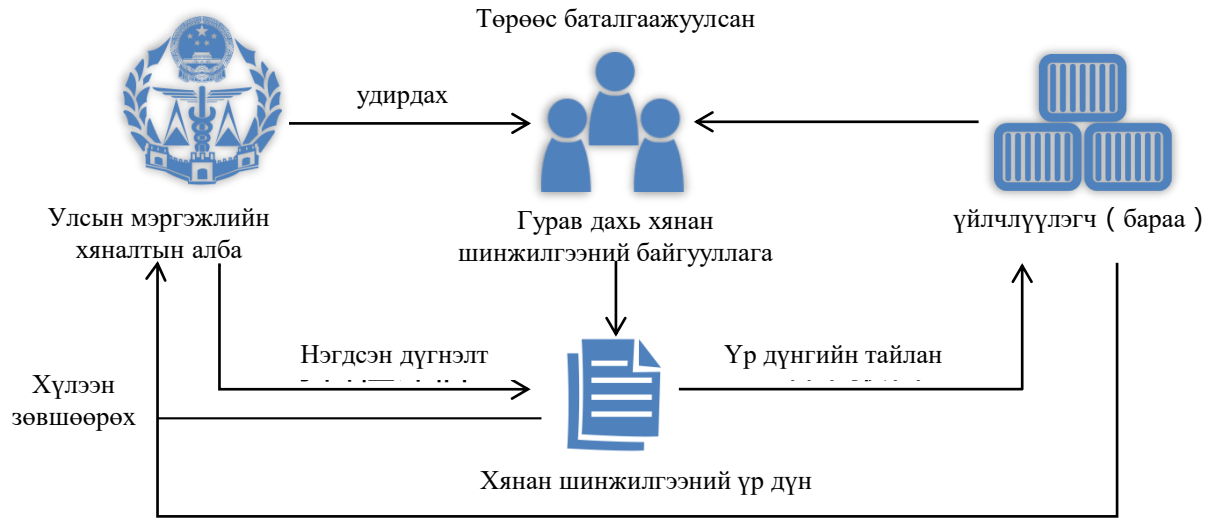 Төрөөс баталгаажуулсан
удирдах
Улсын мэргэжлийн
хяналтын алба
Гурав дахь хянан
шинжилгээний байгууллага
үйлчлүүлэгч ( бараа )
Нэгдсэн дүгнэлт
Үр дүнгийн тайлан
Хүлээн
зөвшөөрөх
Хянан шинжилгээний үр дүн